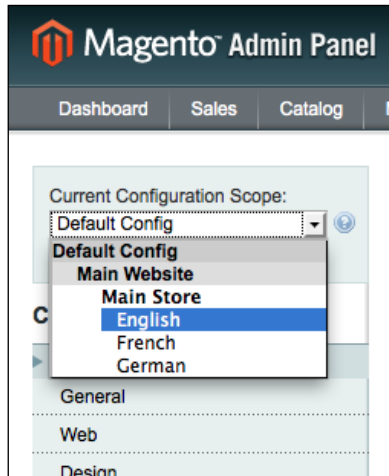 Magento™ Admin Panel
Dashboard Sales Catalog
Current Configuration Scope:
Default Config
Default Config
Main Website
Main Store
English
French
German
General
Web
Design